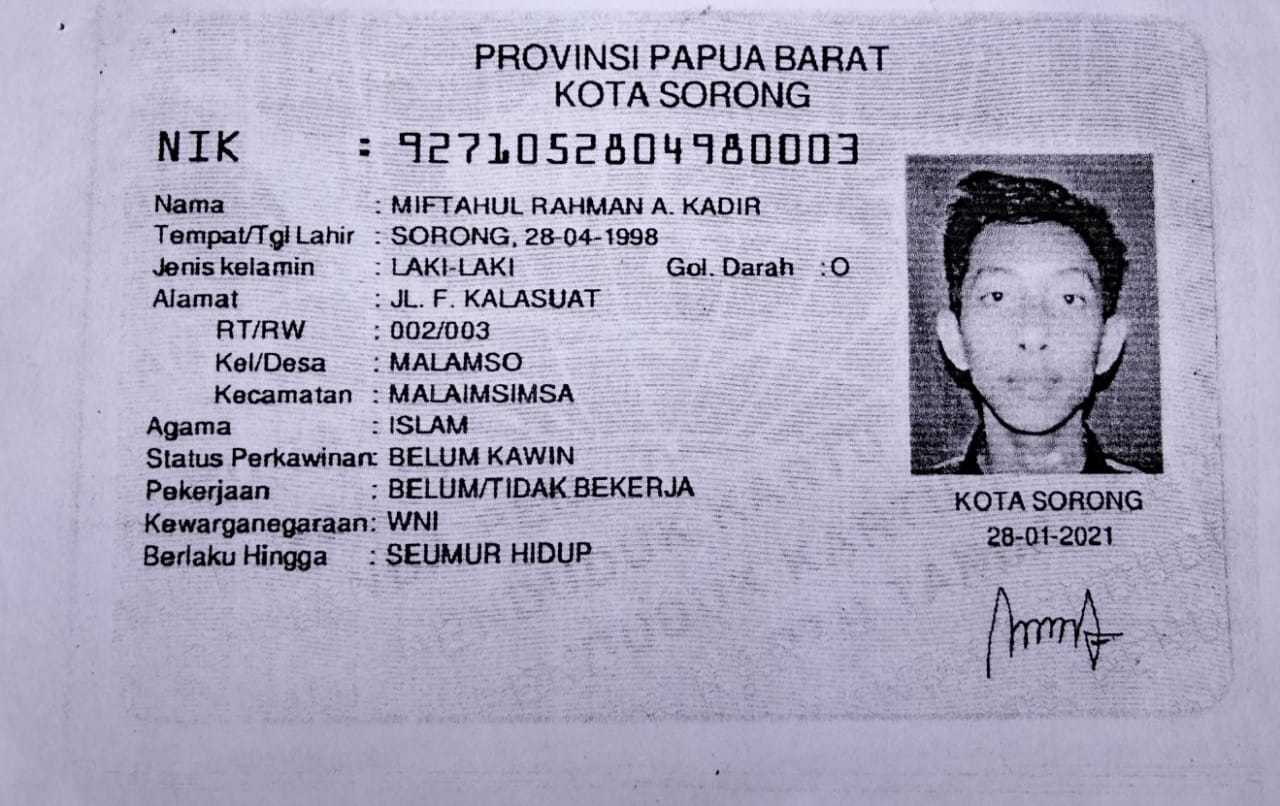 PROVINSI PAPUA BARAT
KOTA SORONG
NIK : 9271052804980003
Nama : MIFTAHUL RAHMAN A. KADIR
Tempat/Tgl Lahir : SORONG, 28-04-1998
Jenis kelamin : LAKI-LAKI Gol. Darah : O
Alamat : JL. F. KALASUAT
RT/RW : 002/003
Kel/Desa : MALAMSO
Kecamatan : MALAIMSIMSA
Agama : ISLAM
Status Perkawinan: BELUM KAWIN
Pekerjaan : BELUM/TIDAK BEKERJA
Kewarganegaraan: WNI
Berlaku Hingga : SEUMUR HIDUP
KOTA SORONG
28-01-2021